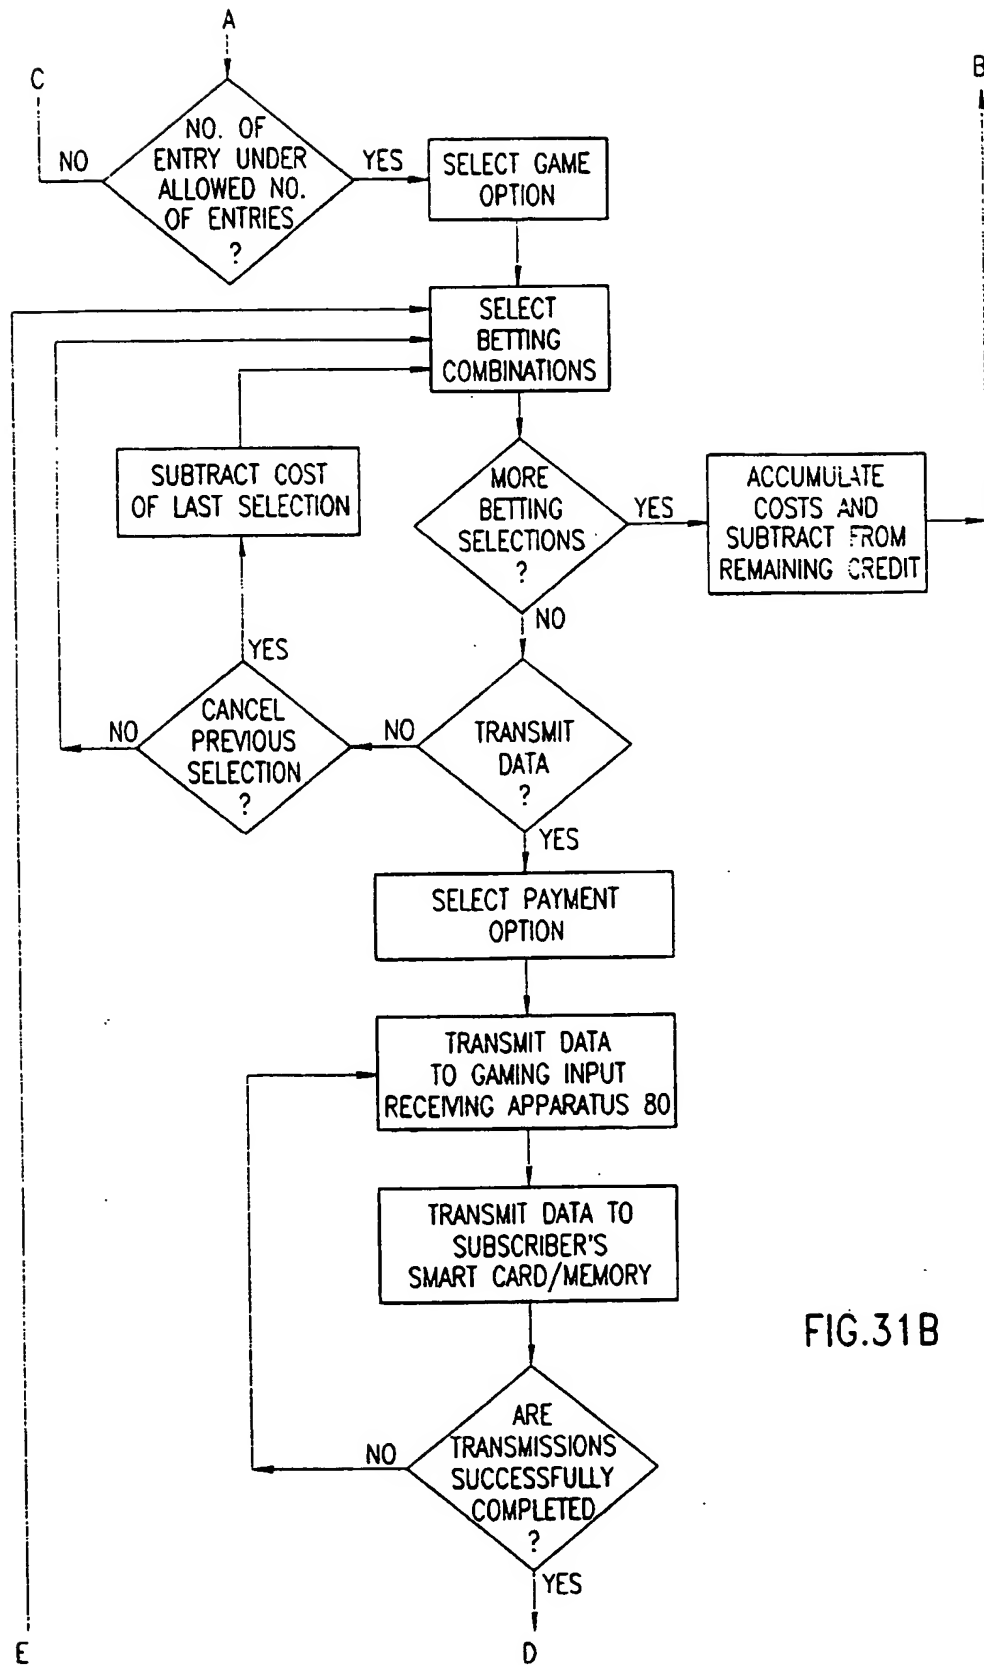 A
C
B
NO. OF
ENTRY UNDER
ALLOWED NO.
OF ENTRIES
?
NO
YES
SELECT GAME
OPTION
SELECT
BETTING
COMBINATIONS
SUBTRACT COST
OF LAST SELECTION
MORE
BETTING
SELECTIONS
?
YES
ACCUMULATE
COSTS AND
SUBTRACT FROM
REMAINING CREDIT
NO
YES
CANCEL
PREVIOUS
SELECTION
?
NO
NO
TRANSMIT
DATA
?
YES
SELECT PAYMENT
OPTION
TRANSMIT DATA
TO GAMING INPUT
RECEIVING APPARATUS 80
TRANSMIT DATA TO
SUBSCRIBER'S
SMART CARD/MEMORY
FIG.31B
ARE
TRANSMISSIONS
SUCCESSFULLY
COMPLETED
?
NO
YES
E
D